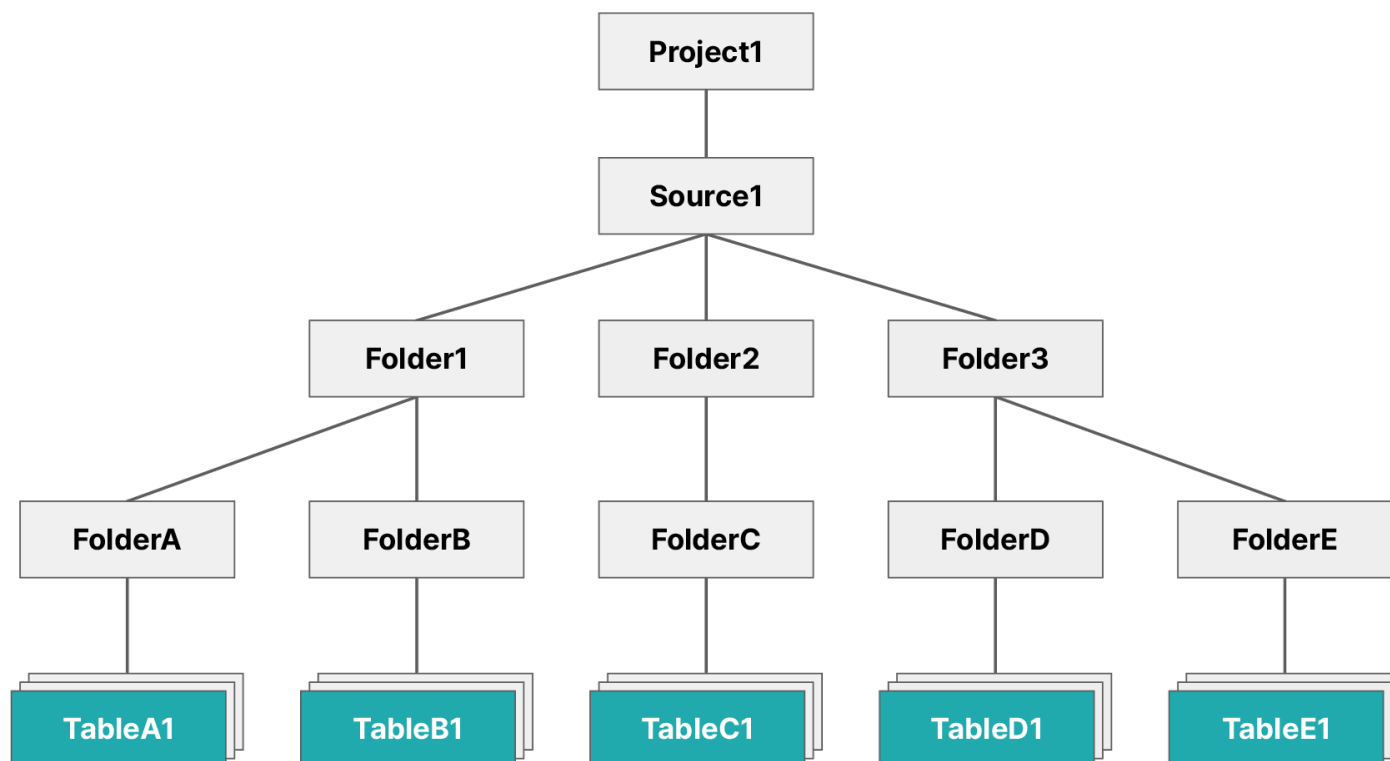 Project1
Source1
Folder1
Folder2
Folder3
FolderA
FolderB
FolderC
FolderD
FolderE
TableA1
TableB1
TableC1
TableD1
TableE1